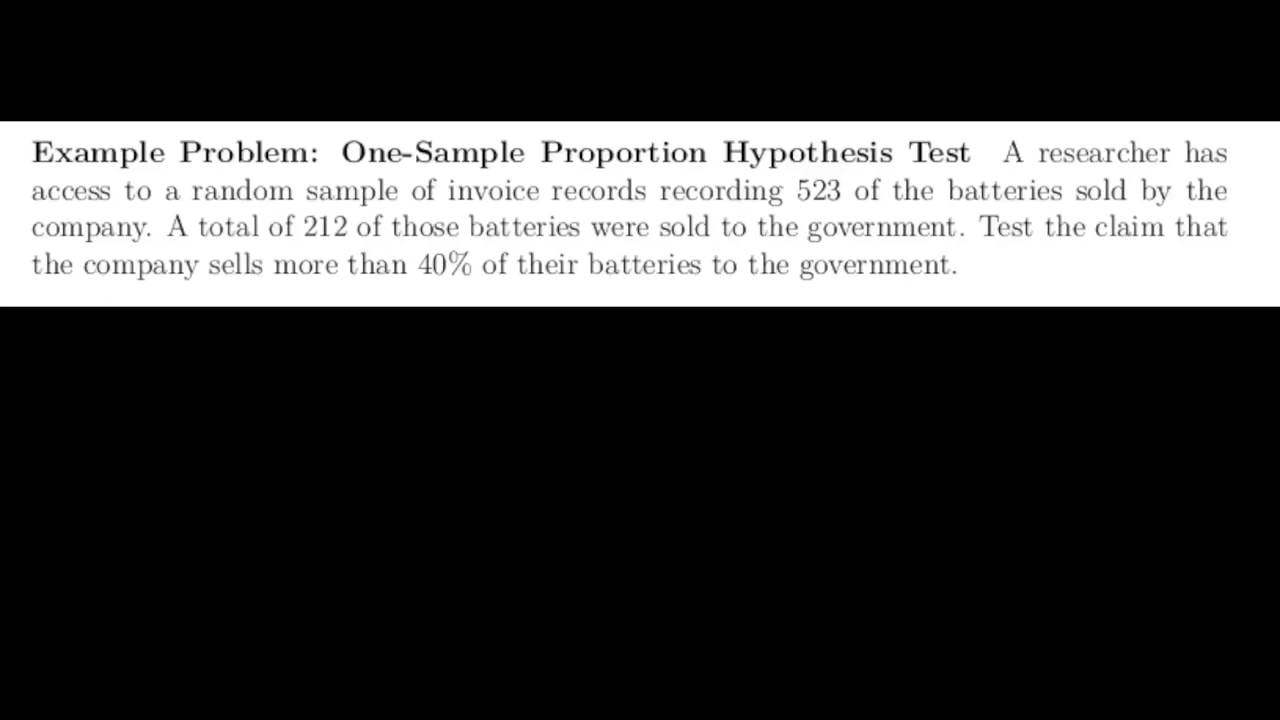 Example Problem: One-Sample Proportion Hypothesis Test A researcher has
access to a random sample of invoice records recording 523 of the batteries sold by the
company. A total of 212 of those batteries were sold to the government. Test the claim that
the company sells more than 40% of their batteries to the government.